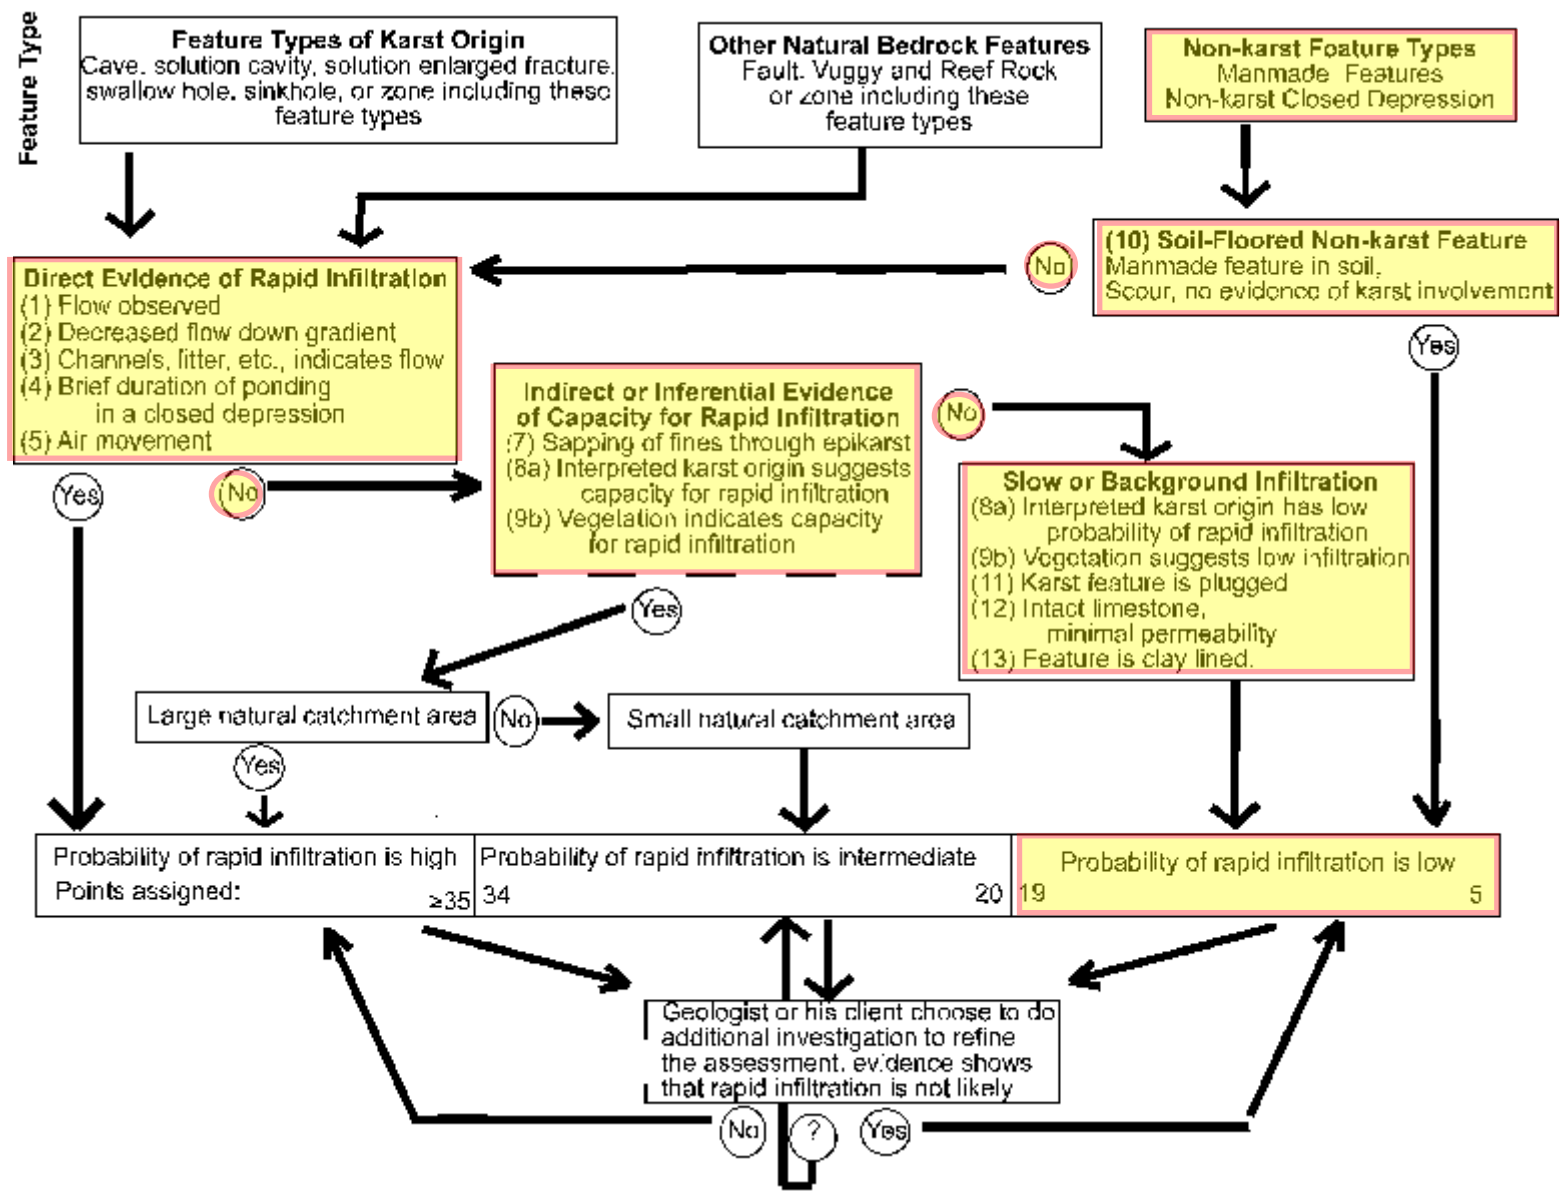 Feature Type
Feature Types of Karst Origin
Cave, solution cavity, solution enlarged fracture,
swallow hole, sinkhole, or zone including these
feature types
Other Natural Bedrock Features
Fault, Vuggy and Reef Rock
or zone including these
feature types
Non-karst Foature Types
Manmade Features
Non-karst Closed Depression
(10) Soil-Floored Non-karst Feature
Manmade feature in soil,
Scour, no evidence of karst involvement
No
Yes
Direct Evidence of Rapid Infiltration
(1) Flow observed
(2) Decreased flow down gradient
(3) Channels, litter, etc., indicates flow
(4) Brief duration of ponding
in a closed depression
(5) Air movement
Yes
No
Indirect or Inferential Evidence
of Capacity for Rapid Infiltration
(7) Sapping of fines through epikarst
(8a) Interpreted karst origin suggests
capacity for rapid infiltration
(9b) Vegetation indicates capacity
for rapid infiltration
No
Yes
Slow or Background Infiltration
(8a) Interpreted karst origin has low
probability of rapid infiltration
(9b) Vegetation suggests low infiltration
(11) Karst feature is plugged
(12) Intact limestone,
minimal permeability
(13) Feature is clay lined.
Large natural catchment area
No
Small natural catchment area
Yes
Probability of rapid infiltration is high
Points assigned: ≥35
Probability of rapid infiltration is intermediate
34 20
Probability of rapid infiltration is low
19 5
Geologist or his client choose to do
additional investigation to refine
the assessment, evidence shows
that rapid infiltration is not likely
No ? Yes